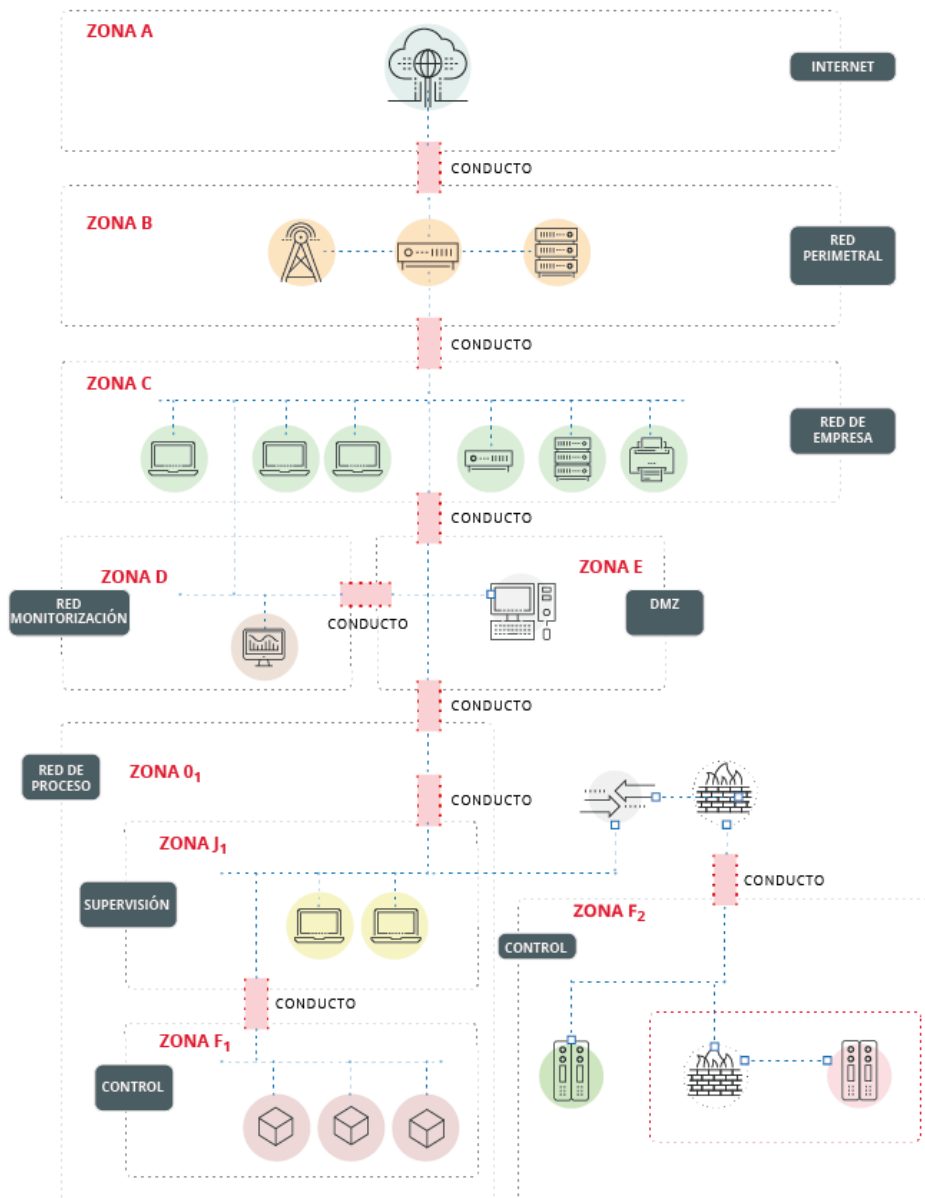 ZONA A
INTERNET
CONDUCTO
ZONA B
RED
PERIMETRAL
CONDUCTO
ZONA C
RED DE
EMPRESA
CONDUCTO
ZONA D
ZONA E
RED
MONITORIZACIÓN
DMZ
CONDUCTO
CONDUCTO
RED DE
PROCESO
ZONA 0₁
CONDUCTO
ZONA J₁
SUPERVISIÓN
CONDUCTO
ZONA F₂
CONTROL
CONDUCTO
ZONA F₁
CONTROL